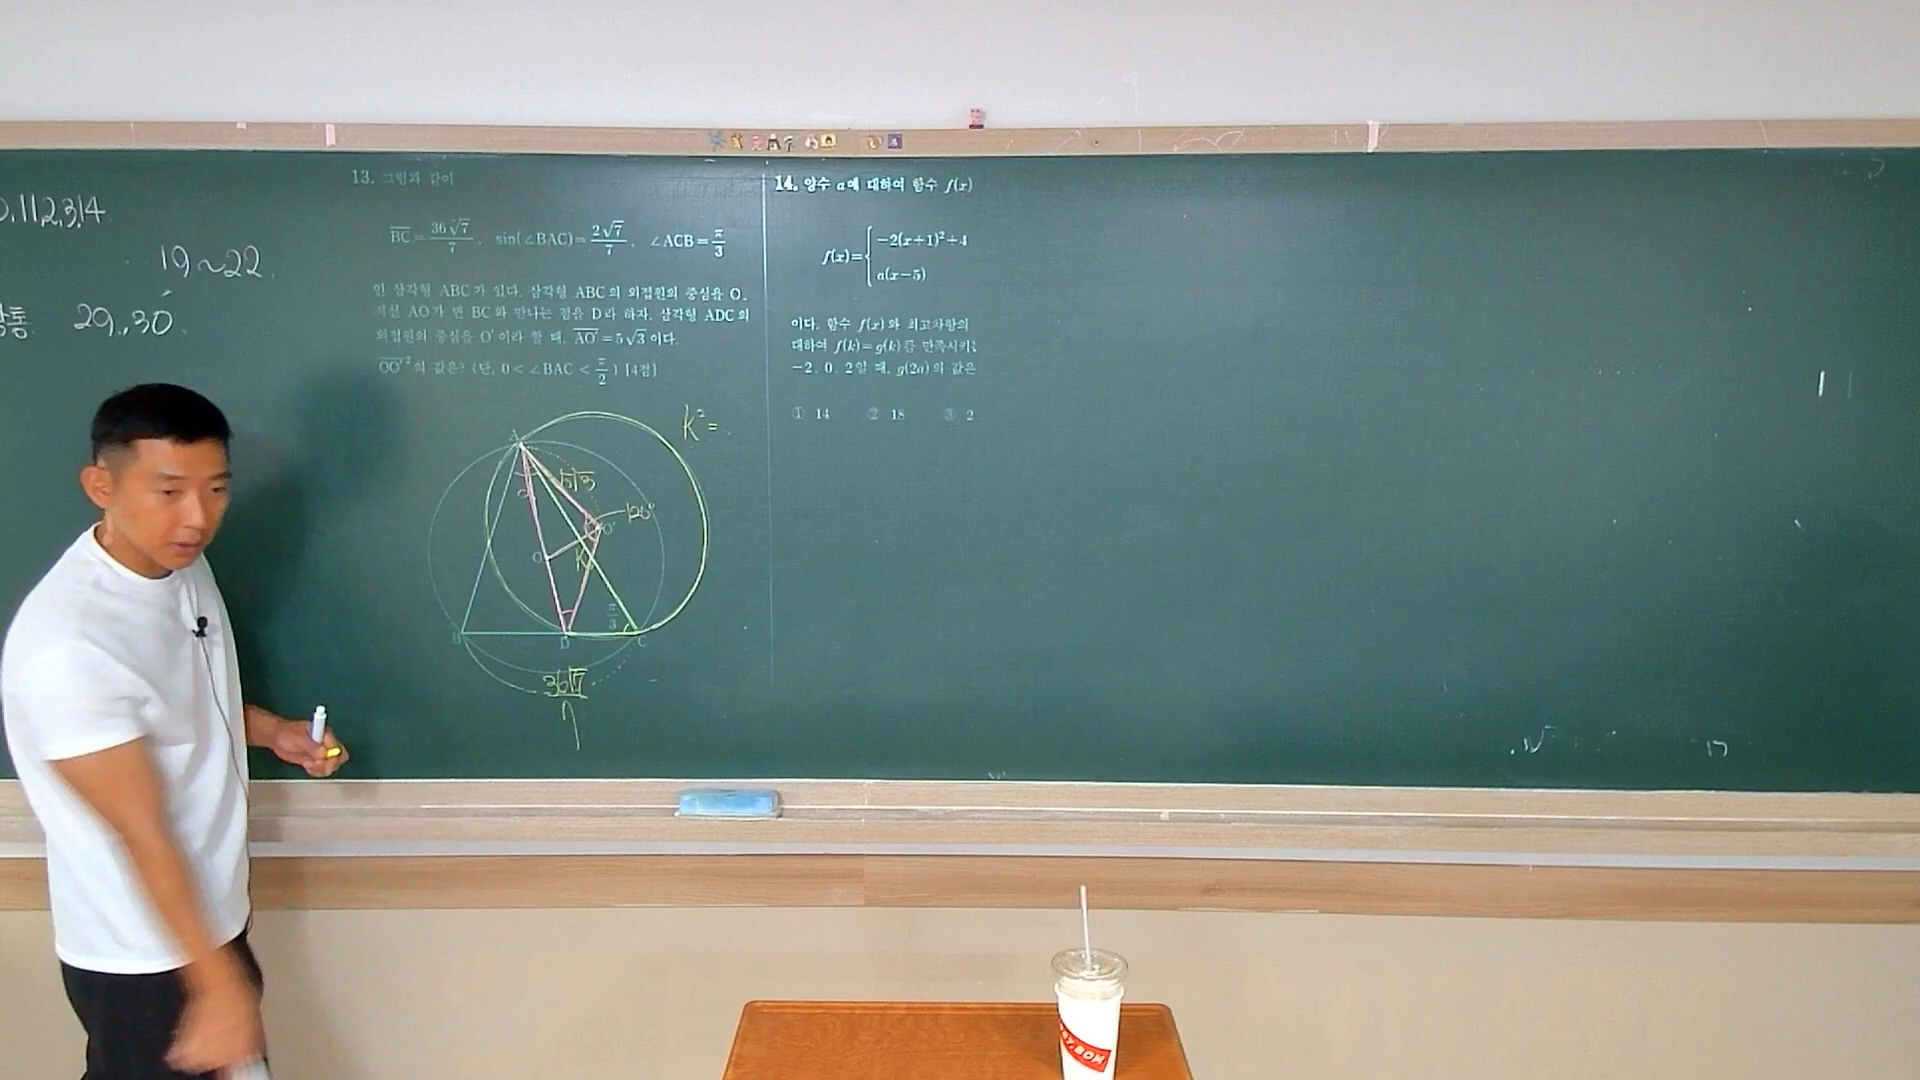 0,11,2,3,14
19~22
통 29, 30
13. 그림과 같이
BC = 36√7/7, sin(∠BAC) = 2√7/7, ∠ACB = π/3
인 삼각형 ABC가 있다. 삼각형 ABC의 외접원의 중심을 O,
직선 AO가 변 BC와 만나는 점을 D라 하자. 삼각형 ADC의
외접원의 중심을 O′이라 할 때, AO′ = 5√3이다.
OO′²의 값은? (단, 0 < ∠BAC < π/2) [4점]
K² =
A
5√3
120°
O′
O
K
π/3
B
D
C
36√7/7
14. 양수 a에 대하여 함수 f(x)
f(x) = { −2(x+1)²+4
a(x−5)
이다. 함수 f(x)와 최고차항의
대하여 f(k)=g(k)를 만족시키
−2, 0, 2일 때, g(2a)의 값은
① 14 ② 18 ③ 2